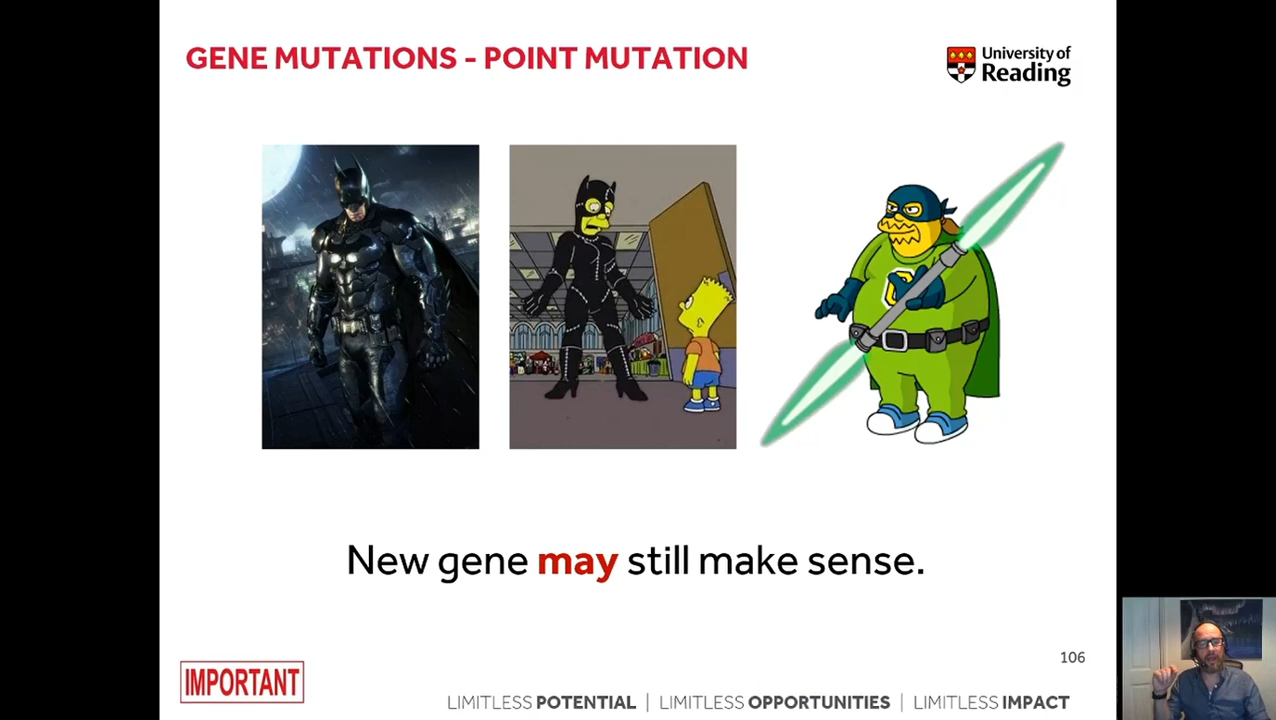 GENE MUTATIONS - POINT MUTATION
University of
Reading
New gene may still make sense.
106
IMPORTANT
LIMITLESS POTENTIAL | LIMITLESS OPPORTUNITIES | LIMITLESS IMPACT